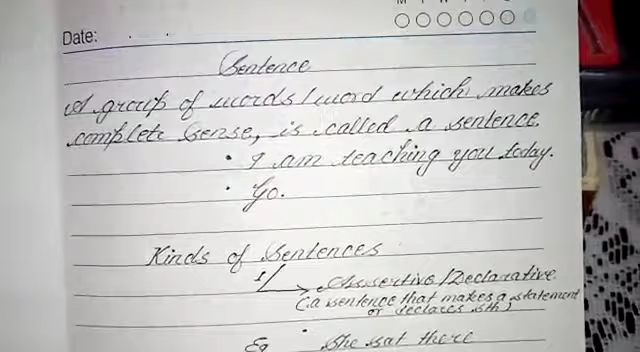 Date:
Sentence
A group of words/word which makes
complete sense, is called a sentence.
• I am teaching you today.
• Go.
Kinds of Sentences
1/ Assertive/Declarative
(a sentence that makes a statement
or declares sth)
Eg • She sat there